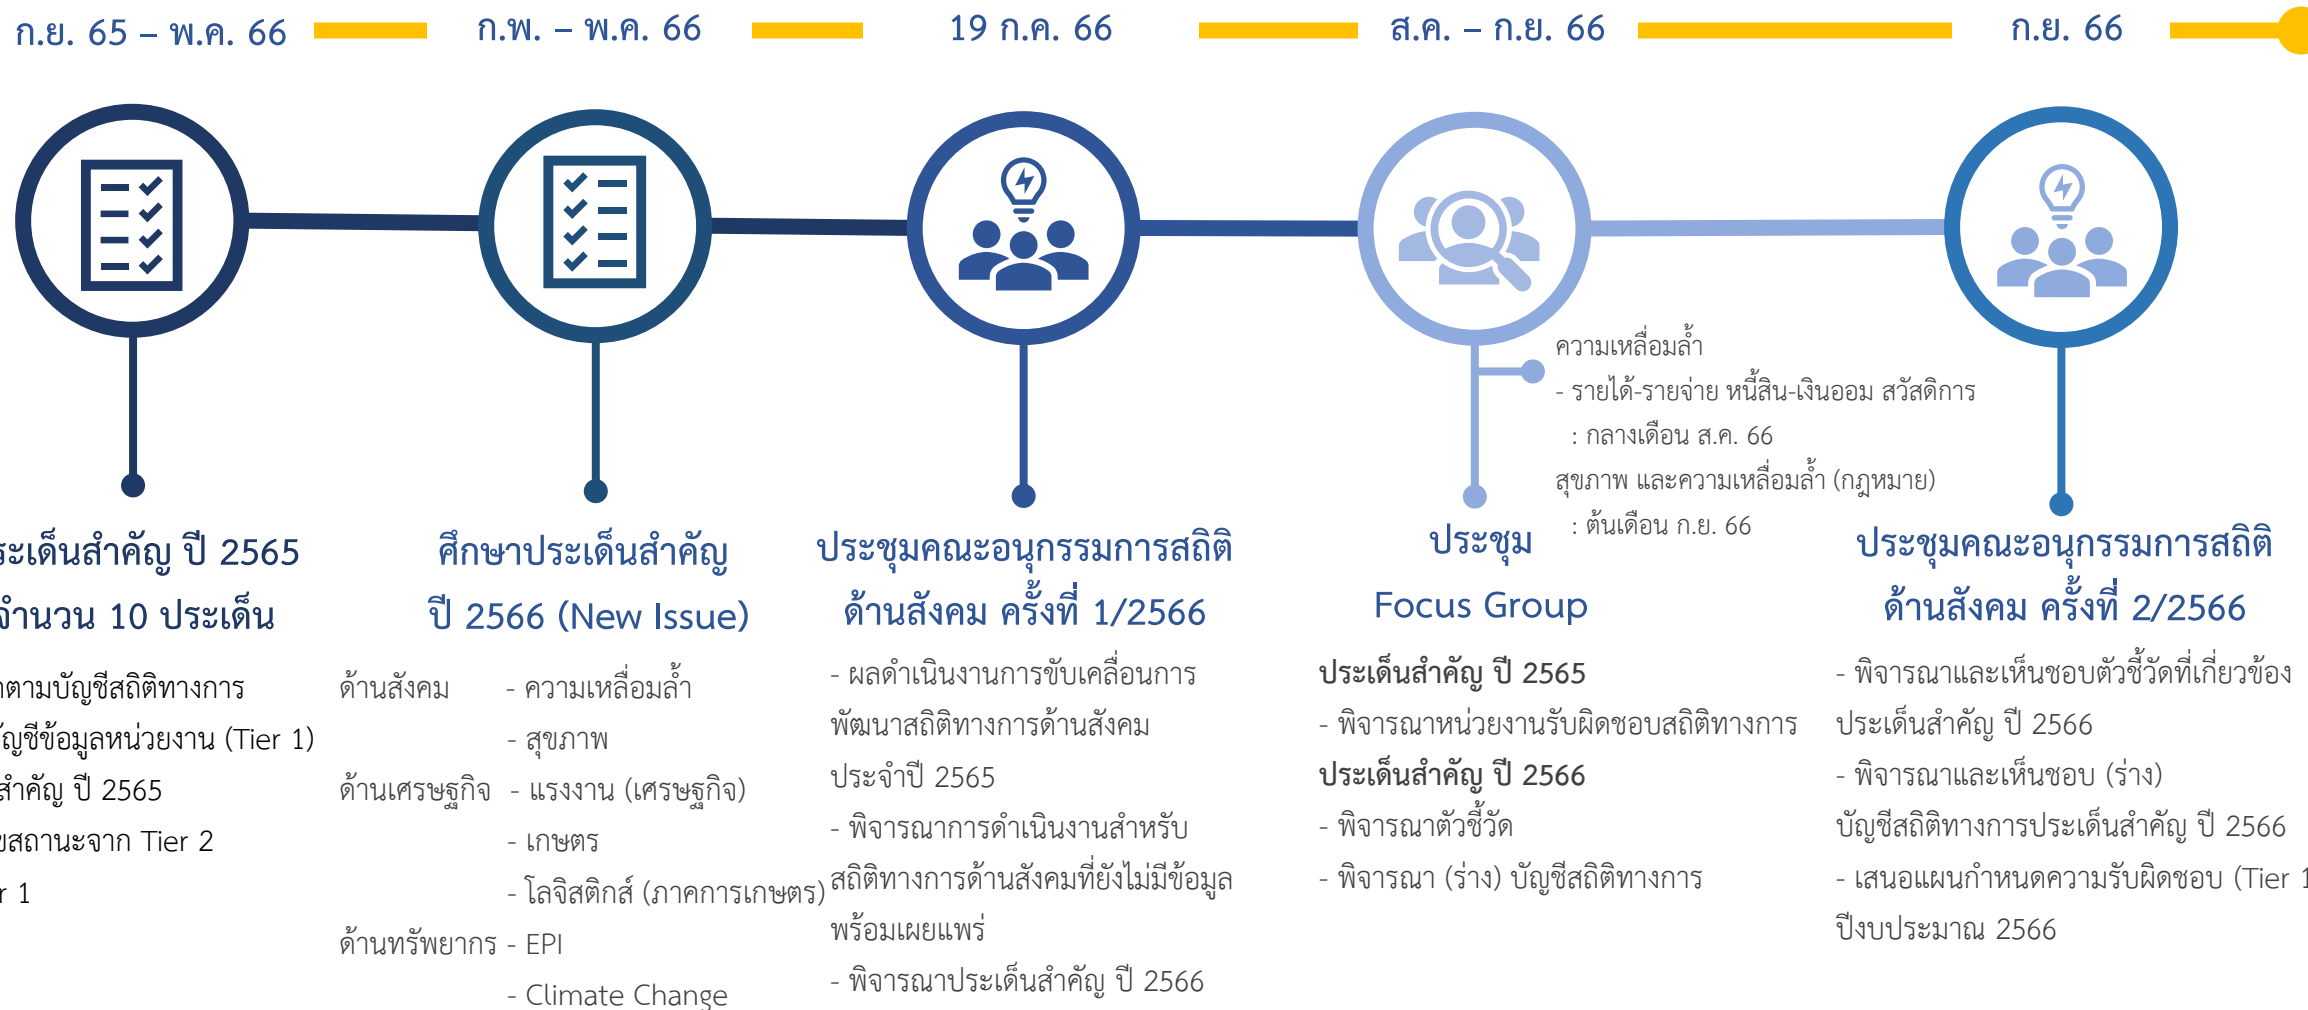 ก.ย. 65 – พ.ค. 66
ก.พ. – พ.ค. 66
19 ก.ค. 66
ส.ค. – ก.ย. 66
ก.ย. 66
ความเหลื่อมล้ำ
- รายได้-รายจ่าย หนี้สิน-เงินออม สวัสดิการ
: กลางเดือน ส.ค. 66
สุขภาพ และความเหลื่อมล้ำ (กฎหมาย)
: ต้นเดือน ก.ย. 66
ระเด็นสำคัญ ปี 2565
จำนวน 10 ประเด็น
ตามบัญชีสถิติทางการ
บัญชีข้อมูลหน่วยงาน (Tier 1)
สำคัญ ปี 2565
สถานะจาก Tier 2
r 1
ศึกษาประเด็นสำคัญ
ปี 2566 (New Issue)
ด้านสังคม - ความเหลื่อมล้ำ
- สุขภาพ
ด้านเศรษฐกิจ - แรงงาน (เศรษฐกิจ)
- เกษตร
- โลจิสติกส์ (ภาคการเกษตร)
ด้านทรัพยากร - EPI
- Climate Change
ประชุมคณะอนุกรรมการสถิติ
ด้านสังคม ครั้งที่ 1/2566
- ผลดำเนินงานการขับเคลื่อนการ
พัฒนาสถิติทางการด้านสังคม
ประจำปี 2565
- พิจารณาการดำเนินงานสำหรับ
สถิติทางการด้านสังคมที่ยังไม่มีข้อมูล
พร้อมเผยแพร่
- พิจารณาประเด็นสำคัญ ปี 2566
ประชุม
Focus Group
ประเด็นสำคัญ ปี 2565
- พิจารณาหน่วยงานรับผิดชอบสถิติทางการ
ประเด็นสำคัญ ปี 2566
- พิจารณาตัวชี้วัด
- พิจารณา (ร่าง) บัญชีสถิติทางการ
ประชุมคณะอนุกรรมการสถิติ
ด้านสังคม ครั้งที่ 2/2566
- พิจารณาและเห็นชอบตัวชี้วัดที่เกี่ยวข้อง
ประเด็นสำคัญ ปี 2566
- พิจารณาและเห็นชอบ (ร่าง)
บัญชีสถิติทางการประเด็นสำคัญ ปี 2566
- เสนอแผนกำหนดความรับผิดชอบ (Tier 1
ปีงบประมาณ 2566